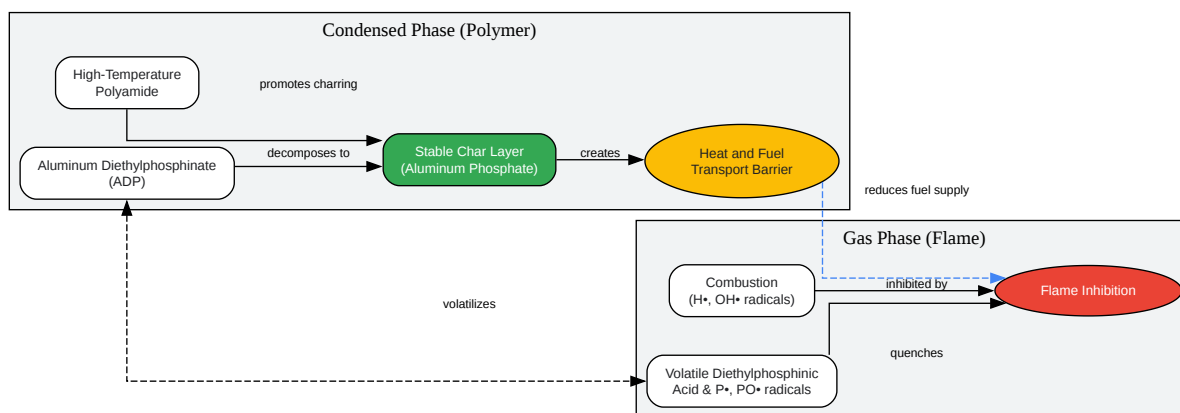 Condensed Phase (Polymer)
High-Temperature
Polyamide
promotes charring
Aluminum Diethylphosphinate
(ADP)
decomposes to
Stable Char Layer
(Aluminum Phosphate)
creates
Heat and Fuel
Transport Barrier
reduces fuel supply
Gas Phase (Flame)
Combustion
(H•, OH• radicals)
inhibited by
Flame Inhibition
volatilizes
quenches
Volatile Diethylphosphinic
Acid & P•, PO• radicals